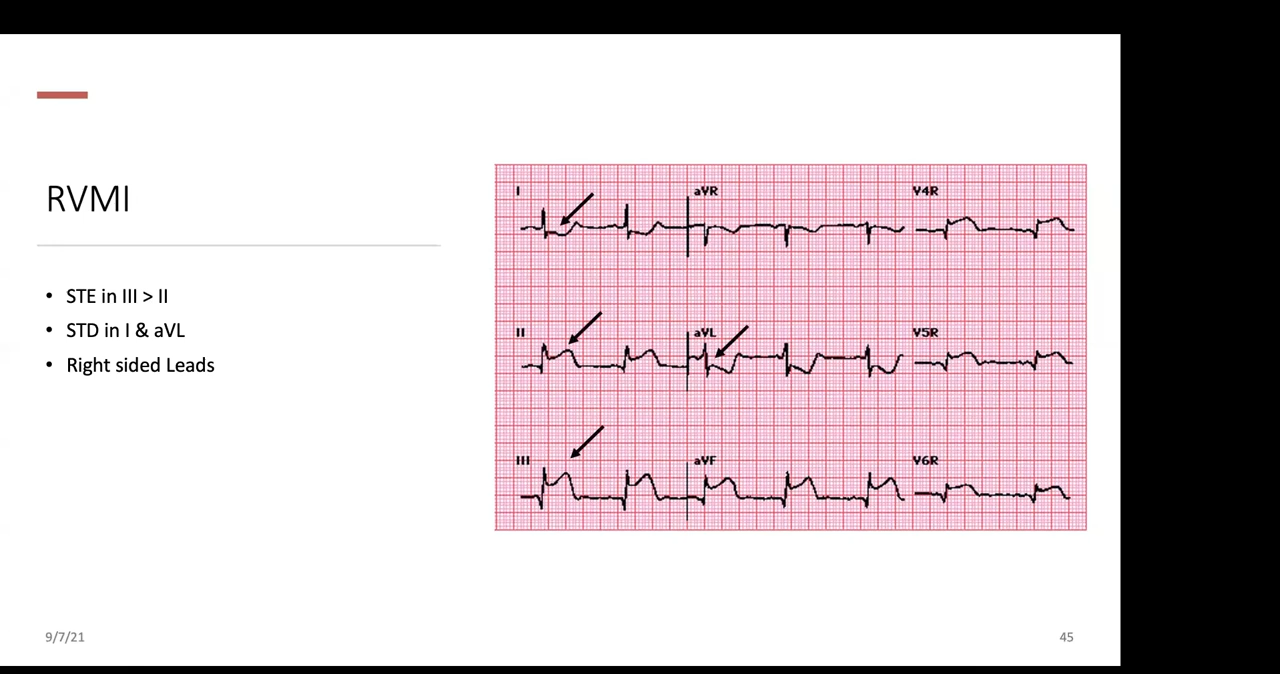 RVMI
• STE in III > II
• STD in I & aVL
• Right sided Leads
I aVR V4R
II aVL V5R
III aVF V6R
9/7/21
45